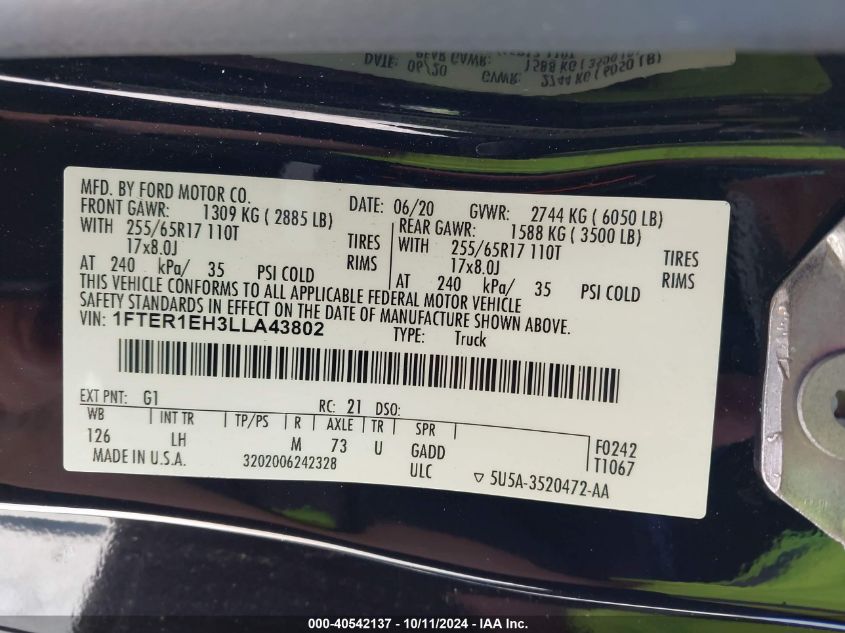 MFD. BY FORD MOTOR CO.
DATE: 06/20 GVWR: 2744 KG ( 6050 LB)
FRONT GAWR: 1309 KG ( 2885 LB)
REAR GAWR: 1588 KG ( 3500 LB)
WITH 255/65R17 110T TIRES
WITH 255/65R17 110T TIRES
17x8.0J RIMS
17x8.0J RIMS
AT 240 kPa/ 35 PSI COLD
AT 240 kPa/ 35 PSI COLD
THIS VEHICLE CONFORMS TO ALL APPLICABLE FEDERAL MOTOR VEHICLE
SAFETY STANDARDS IN EFFECT ON THE DATE OF MANUFACTURE SHOWN ABOVE.
VIN: 1FTER1EH3LLA43802
TYPE: Truck
EXT PNT: G1 RC: 21 DSO:
WB INT TR TP/PS R AXLE TR SPR
126 LH M 73 U GADD F0242
ULC T1067
MADE IN U.S.A. 3202006242328 ▽ 5U5A-3520472-AA
000-40542137 - 10/11/2024 - 5US.